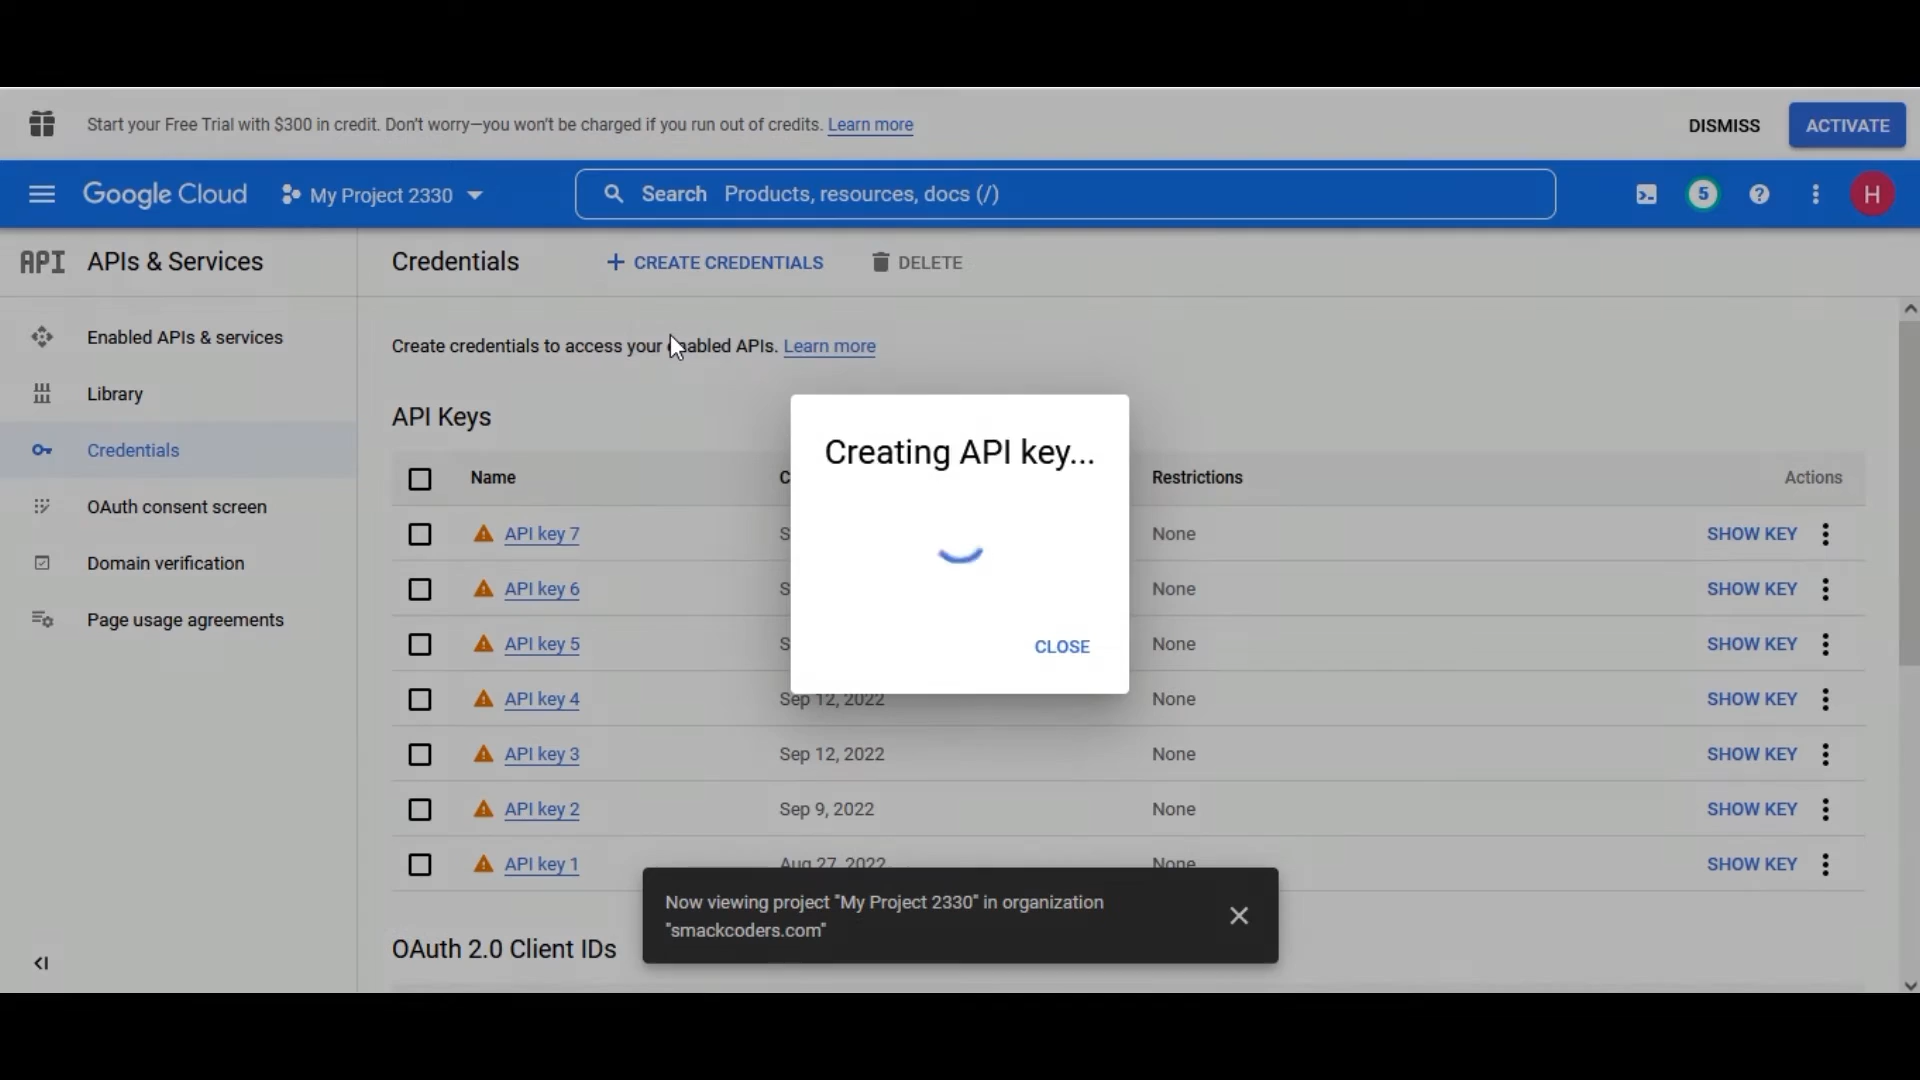 Start your Free Trial with $300 in credit. Don't worry—you won't be charged if you run out of credits. Learn more
DISMISS
ACTIVATE
Google Cloud
My Project 2330
Search Products, resources, docs (/)
5
H
API APIs & Services
Credentials
+ CREATE CREDENTIALS
DELETE
Enabled APIs & services
Library
Credentials
OAuth consent screen
Domain verification
Page usage agreements
Create credentials to access your enabled APIs. Learn more
API Keys
Creating API key...
CLOSE
Name
C
Restrictions
Actions
API key 7 S None SHOW KEY
API key 6 S None SHOW KEY
API key 5 S None SHOW KEY
API key 4 Sep 12, 2022 None SHOW KEY
API key 3 Sep 12, 2022 None SHOW KEY
API key 2 Sep 9, 2022 None SHOW KEY
API key 1 Aug 27, 2022 None SHOW KEY
Now viewing project "My Project 2330" in organization
"smackcoders.com"
OAuth 2.0 Client IDs